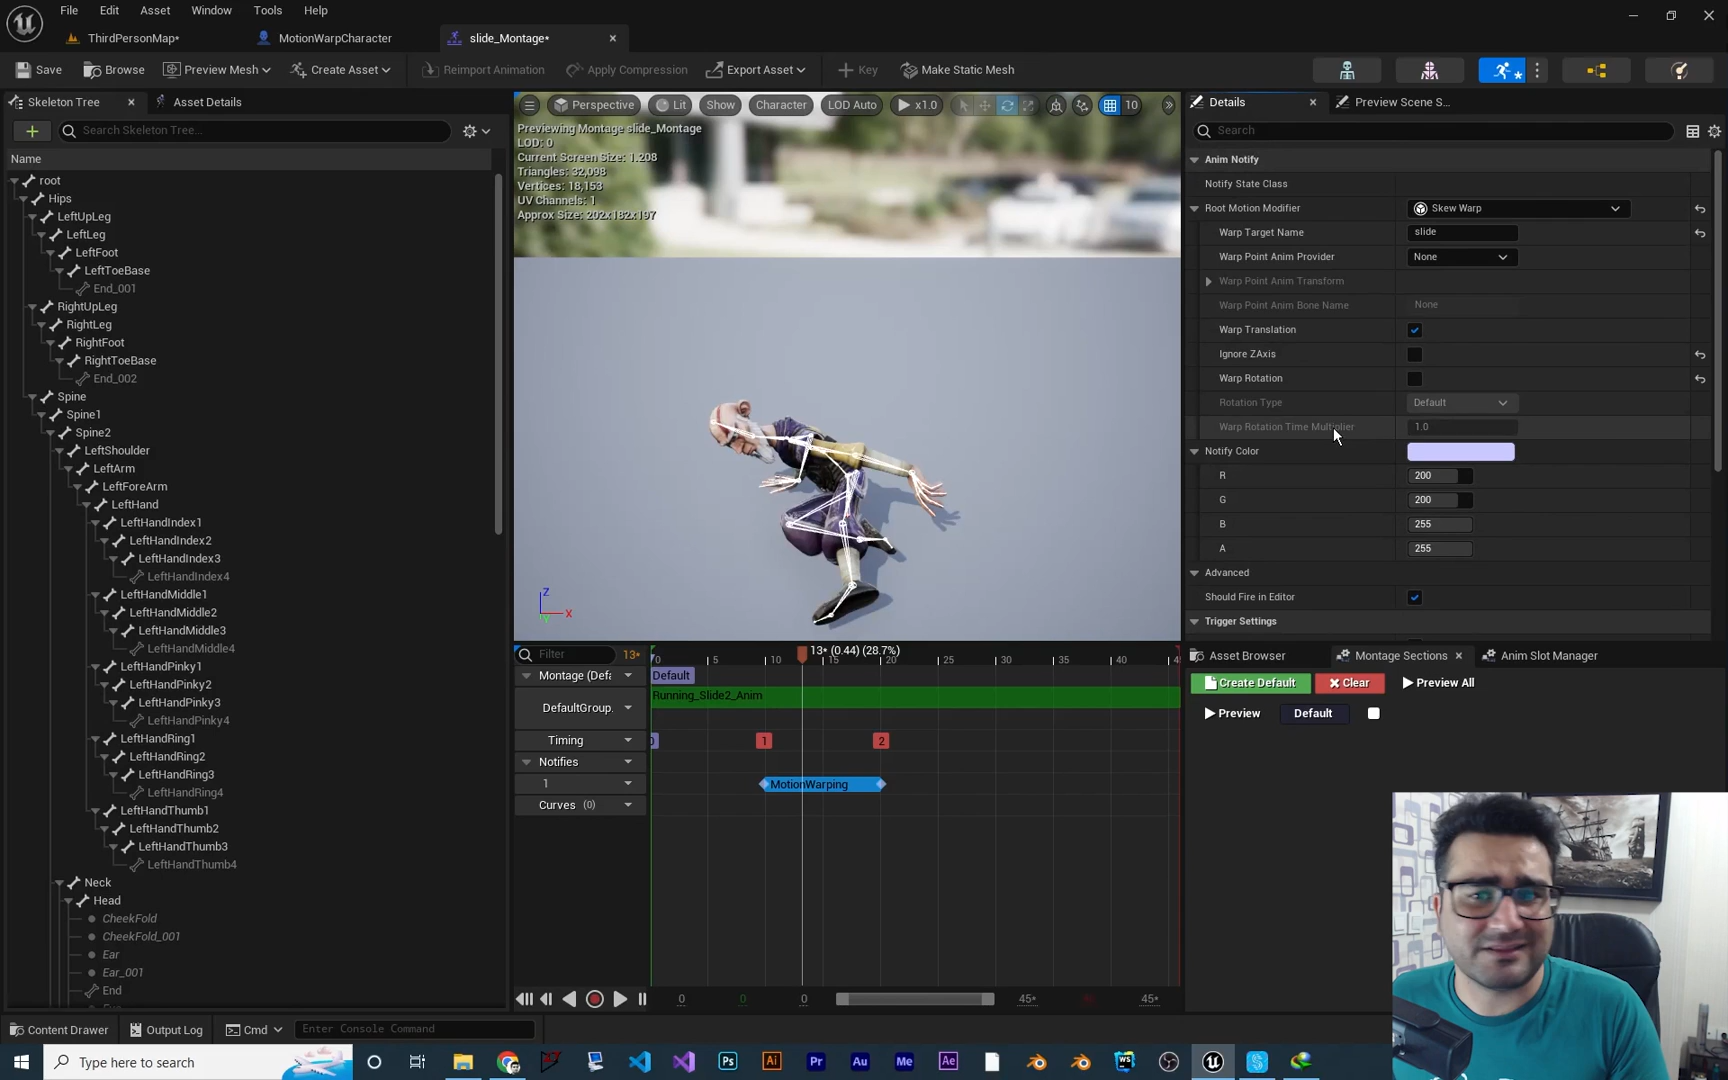 File Edit Asset Window Tools Help
ThirdPersonMap* MotionWarpCharacter slide_Montage*
Save Browse Preview Mesh Create Asset Reimport Animation Apply Compression Export Asset Key Make Static Mesh
Skeleton Tree Asset Details
Search Skeleton Tree...
Name
root
Hips
LeftUpLeg
LeftLeg
LeftFoot
LeftToeBase
End_001
RightUpLeg
RightLeg
RightFoot
RightToeBase
End_002
Spine
Spine1
Spine2
LeftShoulder
LeftArm
LeftForeArm
LeftHand
LeftHandIndex1
LeftHandIndex2
LeftHandIndex3
LeftHandIndex4
LeftHandMiddle1
LeftHandMiddle2
LeftHandMiddle3
LeftHandMiddle4
LeftHandPinky1
LeftHandPinky2
LeftHandPinky3
LeftHandPinky4
LeftHandRing1
LeftHandRing2
LeftHandRing3
LeftHandRing4
LeftHandThumb1
LeftHandThumb2
LeftHandThumb3
LeftHandThumb4
Neck
Head
CheekFold
CheekFold_001
Ear
Ear_001
End
Perspective Lit Show Character LOD Auto x1.0 10
Previewing Montage slide_Montage
LOD: 0
Current Screen Size: 1.208
Triangles: 32,098
Vertices: 18,153
UV Channels: 1
Approx Size: 202x182x197
Z
X
Y
Filter 13*
13* (0.44) (28.7%)
0 5 10 15 20 25 30 35 40
Montage (Defa Default
Running_Slide2_Anim
DefaultGroup.
Timing 1 2
Notifies
1 MotionWarping
Curves (0)
0 0 0 45* 45*
Details Preview Scene S...
Search
Anim Notify
Notify State Class
Root Motion Modifier Skew Warp
Warp Target Name slide
Warp Point Anim Provider None
Warp Point Anim Transform
Warp Point Anim Bone Name None
Warp Translation
Ignore ZAxis
Warp Rotation
Rotation Type Default
Warp Rotation Time Multiplier 1.0
Notify Color
R 200
G 200
B 255
A 255
Advanced
Should Fire in Editor
Trigger Settings
Asset Browser Montage Sections Anim Slot Manager
Create Default Clear Preview All
Preview Default
Content Drawer Output Log Cmd Enter Console Command
Type here to search
Ps Ai Pr Au Me Ae WS